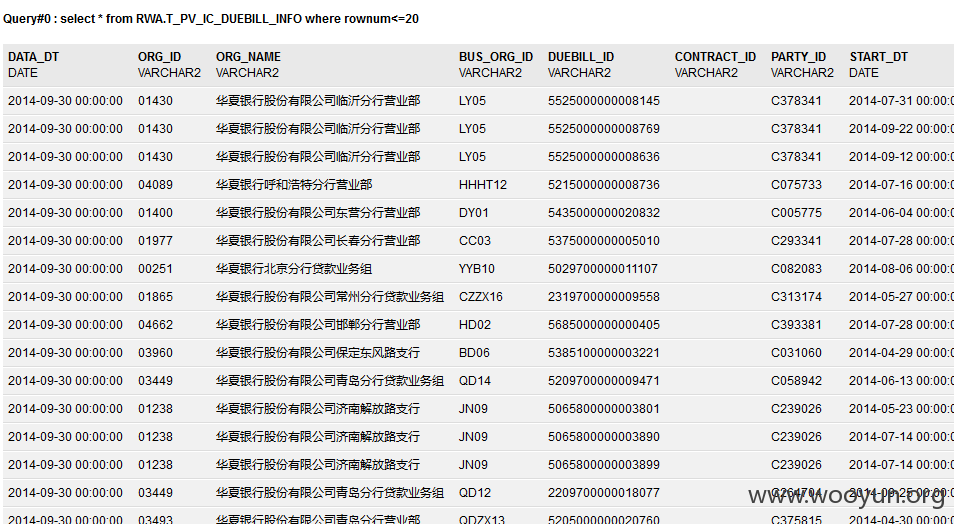 Query#0 : select * from RWA.T_PV_IC_DUEBILL_INFO where rownum<=20
DATA_DT ORG_ID ORG_NAME BUS_ORG_ID DUEBILL_ID CONTRACT_ID PARTY_ID START_DT
DATE VARCHAR2 VARCHAR2 VARCHAR2 VARCHAR2 VARCHAR2 VARCHAR2 DATE
2014-09-30 00:00:00 01430 华夏银行股份有限公司临沂分行营业部 LY05 5525000000008145 C378341 2014-07-31 00:00:0
2014-09-30 00:00:00 01430 华夏银行股份有限公司临沂分行营业部 LY05 5525000000008769 C378341 2014-09-22 00:00:0
2014-09-30 00:00:00 01430 华夏银行股份有限公司临沂分行营业部 LY05 5525000000008636 C378341 2014-09-12 00:00:0
2014-09-30 00:00:00 04089 华夏银行呼和浩特分行营业部 HHHT12 5215000000008736 C075733 2014-07-16 00:00:0
2014-09-30 00:00:00 01400 华夏银行股份有限公司东营分行营业部 DY01 5435000000020832 C005775 2014-06-04 00:00:0
2014-09-30 00:00:00 01977 华夏银行股份有限公司长春分行营业部 CC03 5375000000005010 C293341 2014-07-28 00:00:0
2014-09-30 00:00:00 00251 华夏银行北京分行贷款业务组 YYB10 5029700000011107 C082083 2014-08-06 00:00:0
2014-09-30 00:00:00 01865 华夏银行股份有限公司常州分行贷款业务组 CZZX16 2319700000009558 C313174 2014-05-27 00:00:0
2014-09-30 00:00:00 04662 华夏银行股份有限公司邯郸分行营业部 HD02 5685000000000405 C393381 2014-07-28 00:00:0
2014-09-30 00:00:00 03960 华夏银行股份有限公司保定东风路支行 BD06 5385100000003221 C031060 2014-04-29 00:00:0
2014-09-30 00:00:00 03449 华夏银行股份有限公司青岛分行贷款业务组 QD14 5209700000009471 C058942 2014-06-13 00:00:0
2014-09-30 00:00:00 01238 华夏银行股份有限公司济南解放路支行 JN09 5065800000003801 C239026 2014-05-23 00:00:0
2014-09-30 00:00:00 01238 华夏银行股份有限公司济南解放路支行 JN09 5065800000003890 C239026 2014-07-14 00:00:0
2014-09-30 00:00:00 01238 华夏银行股份有限公司济南解放路支行 JN09 5065800000003899 C239026 2014-07-14 00:00:0
2014-09-30 00:00:00 03449 华夏银行股份有限公司青岛分行贷款业务组 QD12 2209700000018077 C264704 2014-09-25 00:00:0
www.wooyun.org
2014-09-30 00:00:00 03493 华夏银行股份有限公司青岛分行营业部 QDZX13 5205000000020760 C375815 2014-04-30 00:00:0